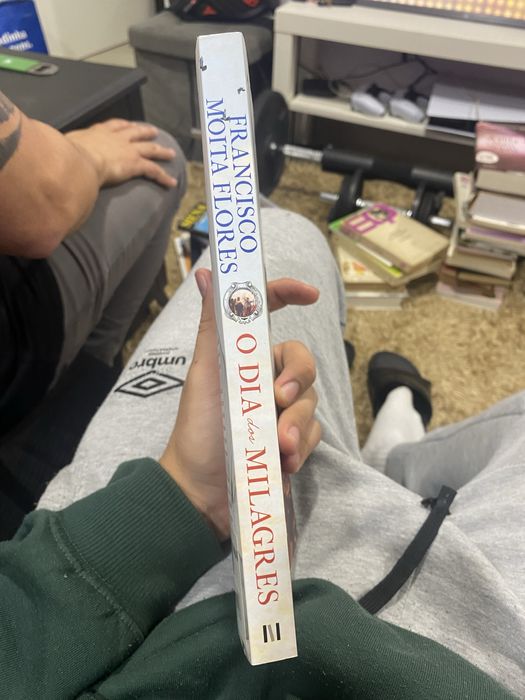 FRANCISCO
MOITA FLORES
O DIA dos MILAGRES
umbro